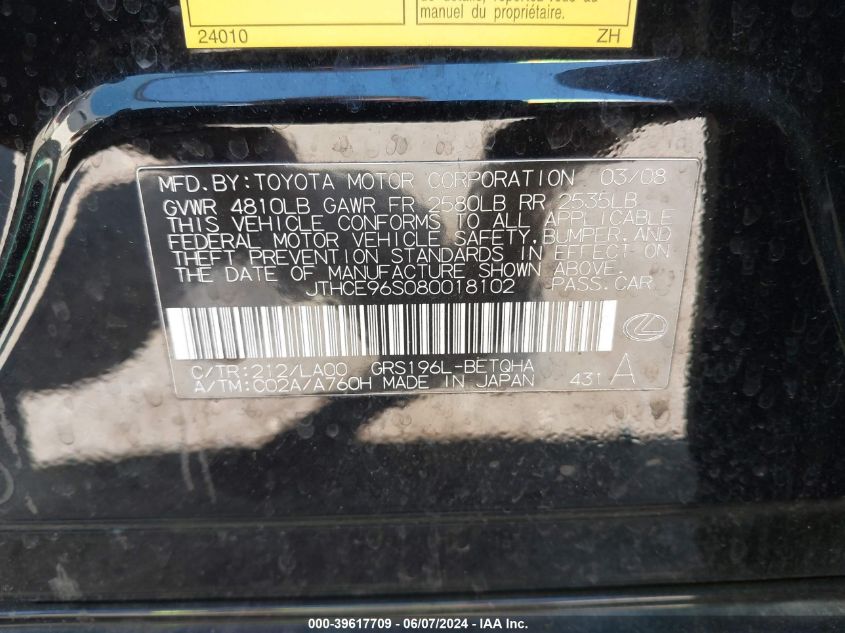 manuel du propriétaire.
24010 ZH
MFD.BY:TOYOTA MOTOR CORPORATION 03/08
GVWR 4810LB GAWR FR 2580LB RR 2535LB
THIS VEHICLE CONFORMS TO ALL APPLICABLE
FEDERAL MOTOR VEHICLE SAFETY,BUMPER,AND
THEFT PREVENTION STANDARDS IN EFFECT ON
THE DATE OF MANUFACTURE SHOWN ABOVE.
JTHCE96S080018102 PASS.CAR
C/TR:212/LA00 GRS196L-BETQHA
A/TM:C02A/A760H MADE IN JAPAN 431 A
000-39617709 - 06/07/2024 - IAA Inc.